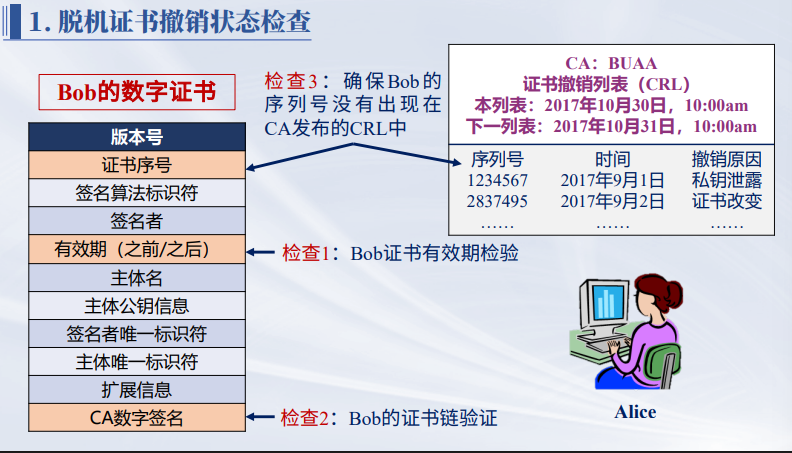 1. 脱机证书撤销状态检查
Bob的数字证书
版本号
证书序号
签名算法标识符
签名者
有效期（之前/之后）
主体名
主体公钥信息
签名者唯一标识符
主体唯一标识符
扩展信息
CA数字签名
检查3：确保Bob的
序列号没有出现在
CA发布的CRL中
检查1：Bob证书有效期检验
检查2：Bob的证书链验证
CA：BUAA
证书撤销列表（CRL）
本列表：2017年10月30日，10:00am
下一列表：2017年10月31日，10:00am
序列号 时间 撤销原因
1234567 2017年9月1日 私钥泄露
2837495 2017年9月2日 证书改变
…… …… ……
Alice